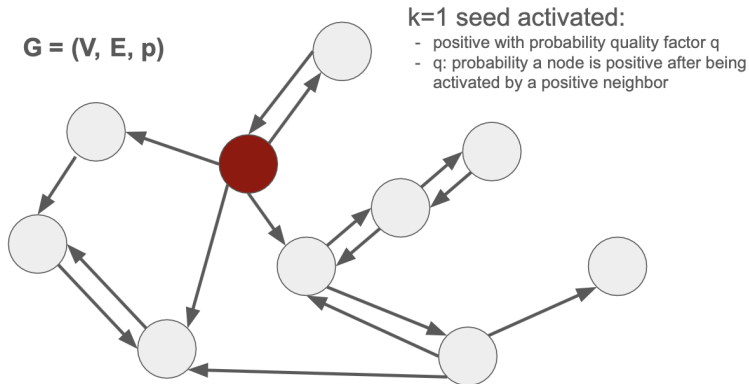 G = (V, E, p)
k=1 seed activated:
- positive with probability quality factor q
- q: probability a node is positive after being
activated by a positive neighbor